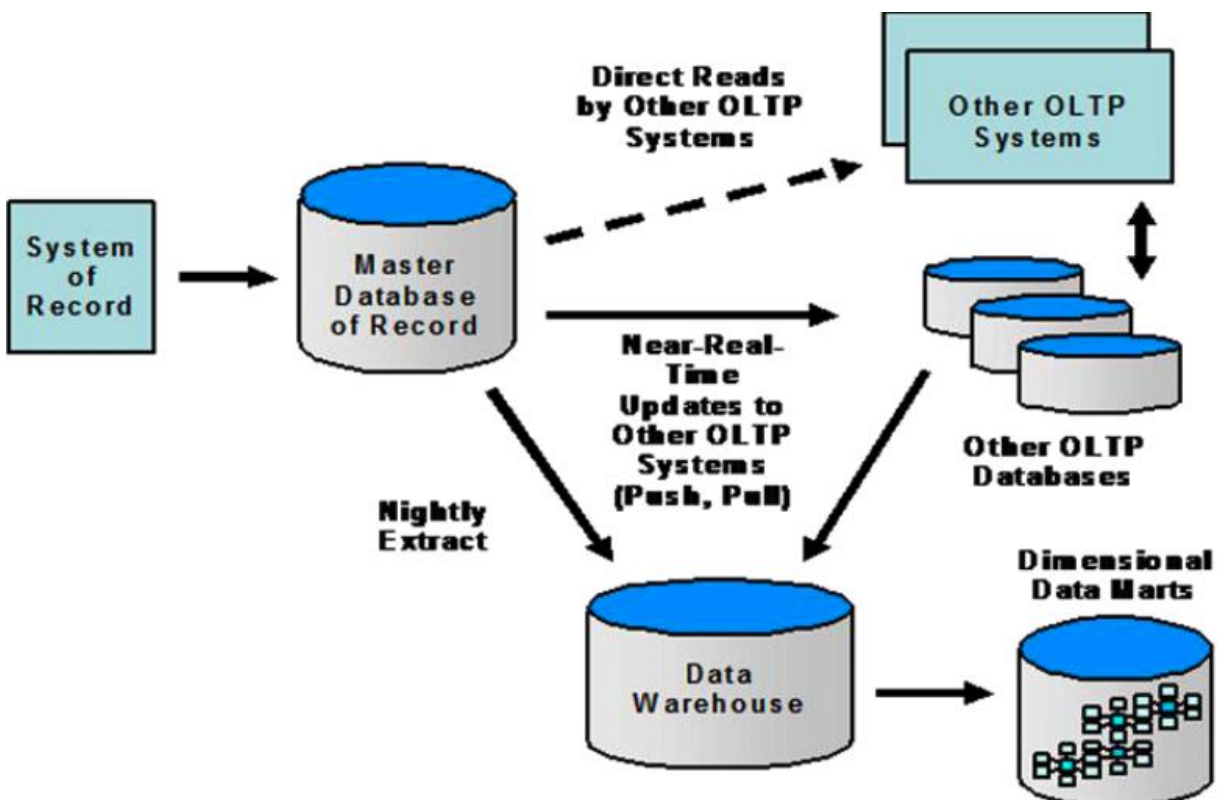 Direct Reads
by Other OLTP
Systems
Other OLTP
Systems
System
of
Record
Master
Database
of Record
Near-Real-
Time
Updates to
Other OLTP
Systems
(Push, Pull)
Other OLTP
Databases
Nightly
Extract
Data
Warehouse
Dimensional
Data Marts